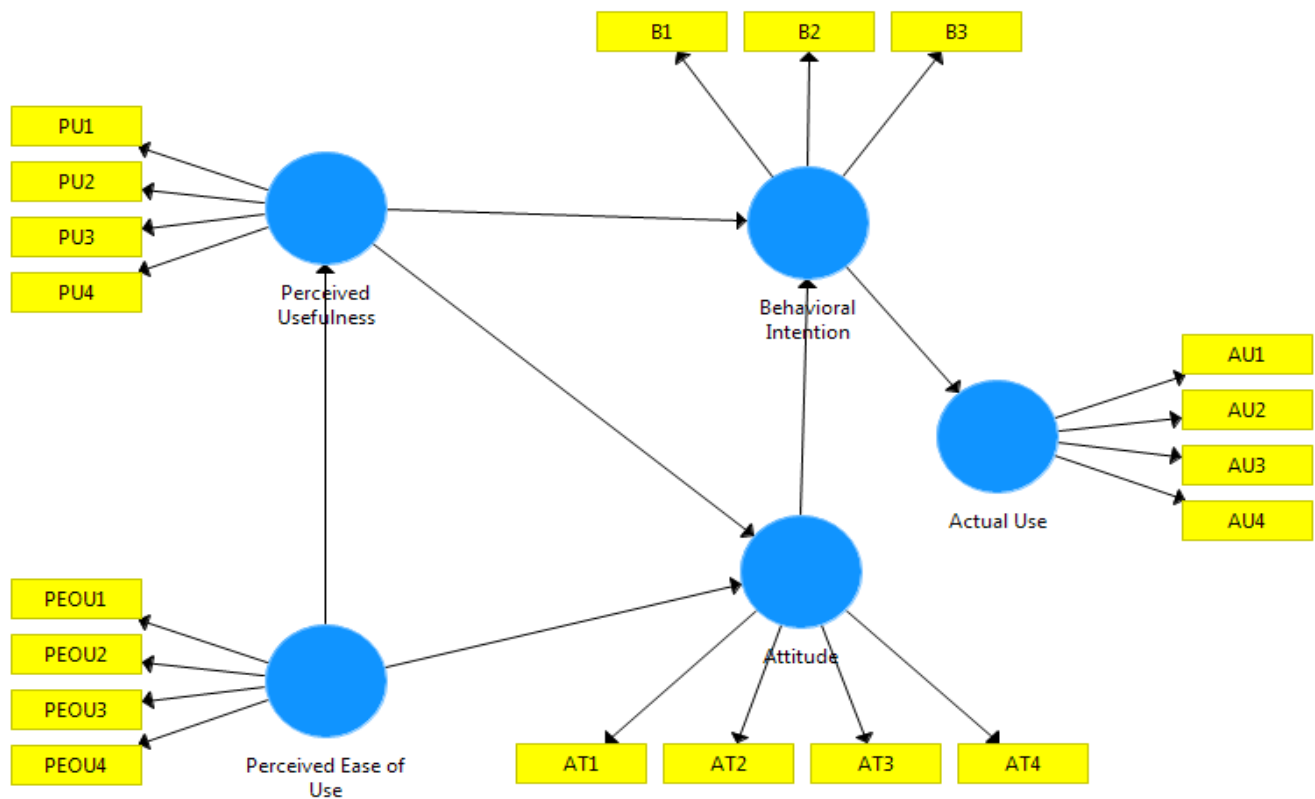 B1
B2
B3
PU1
PU2
PU3
PU4
Perceived
Usefulness
Behavioral
Intention
AU1
AU2
AU3
AU4
Actual Use
PEOU1
PEOU2
PEOU3
PEOU4
Perceived Ease of
Use
Attitude
AT1
AT2
AT3
AT4